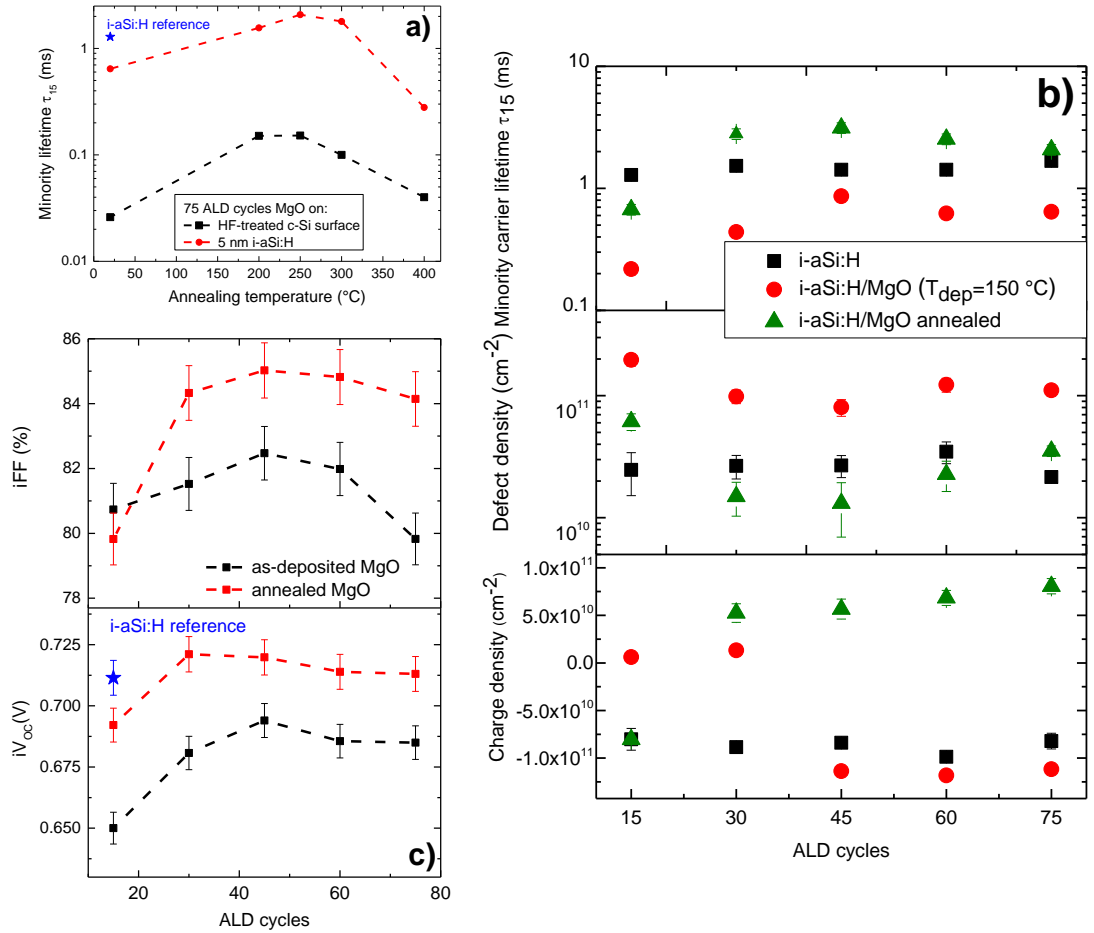 a)
i-aSi:H reference
Minority lifetime τ15 (ms)
1
0.1
0.01
75 ALD cycles MgO on:
HF-treated c-Si surface
5 nm i-aSi:H
0 50 100 150 200 250 300 350 400
Annealing temperature (°C)
86
84
82
80
78
iFF (%)
as-deposited MgO
annealed MgO
i-aSi:H reference
0.725
0.700
0.675
0.650
iVOC(V)
c)
20 40 60 80
ALD cycles
b)
10
1
0.1
Minority carrier lifetime τ15 (ms)
i-aSi:H
i-aSi:H/MgO (Tdep=150 °C)
i-aSi:H/MgO annealed
10^11
10^10
Defect density (cm^-2)
1.0x10^11
5.0x10^10
0.0
-5.0x10^10
-1.0x10^11
Charge density (cm^-2)
15 30 45 60 75
ALD cycles